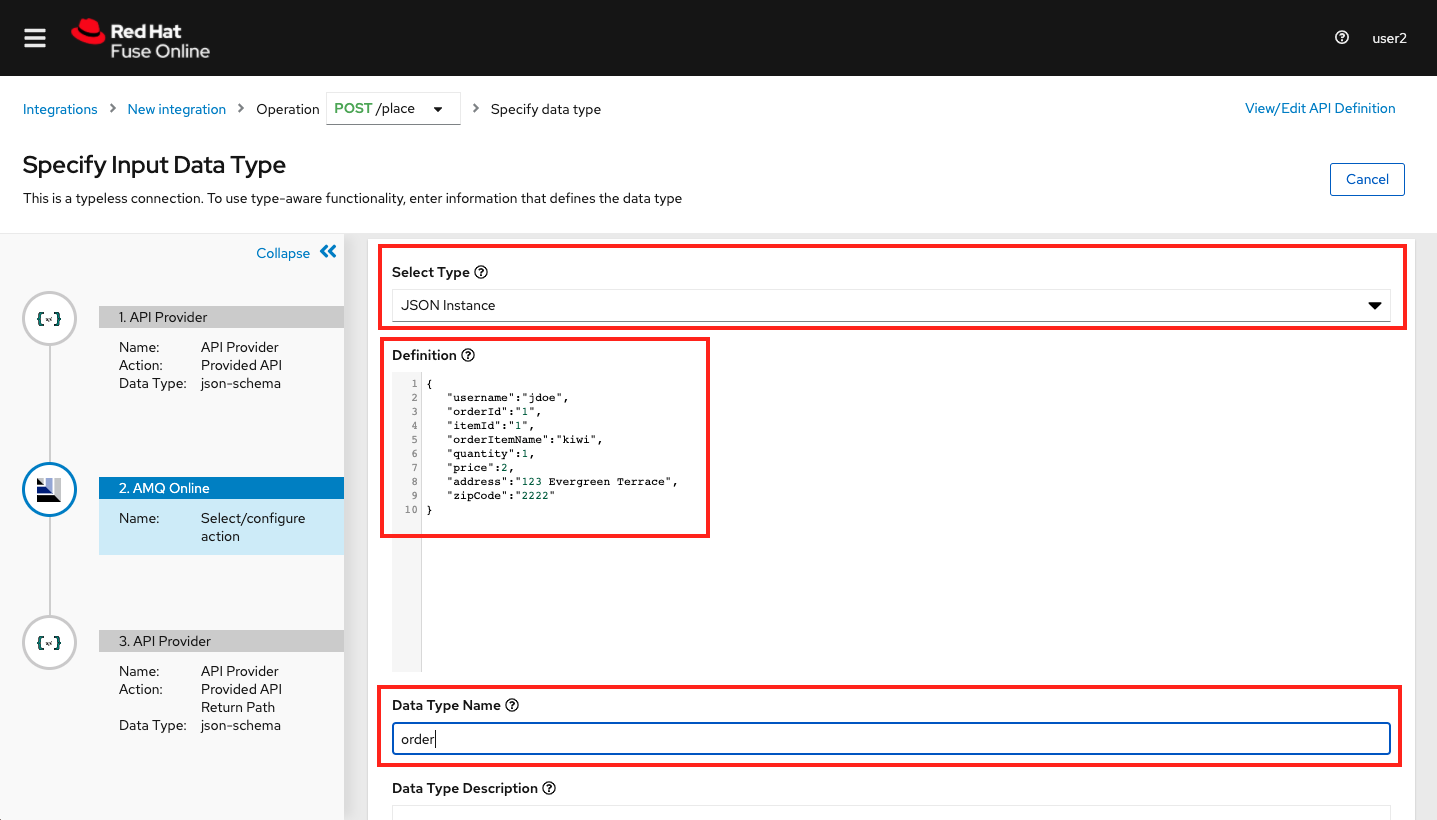 Red Hat
Fuse Online
user2
Integrations > New integration > Operation POST /place > Specify data type
View/Edit API Definition
Specify Input Data Type
Cancel
This is a typeless connection. To use type-aware functionality, enter information that defines the data type
Collapse
1. API Provider
Name: API Provider
Action: Provided API
Data Type: json-schema
2. AMQ Online
Name: Select/configure
action
3. API Provider
Name: API Provider
Action: Provided API
Return Path
Data Type: json-schema
Select Type
JSON Instance
Definition
1 {
2 "username":"jdoe",
3 "orderId":"1",
4 "itemId":"1",
5 "orderItemName":"kiwi",
6 "quantity":1,
7 "price":2,
8 "address":"123 Evergreen Terrace",
9 "zipCode":"2222"
10 }
Data Type Name
order
Data Type Description